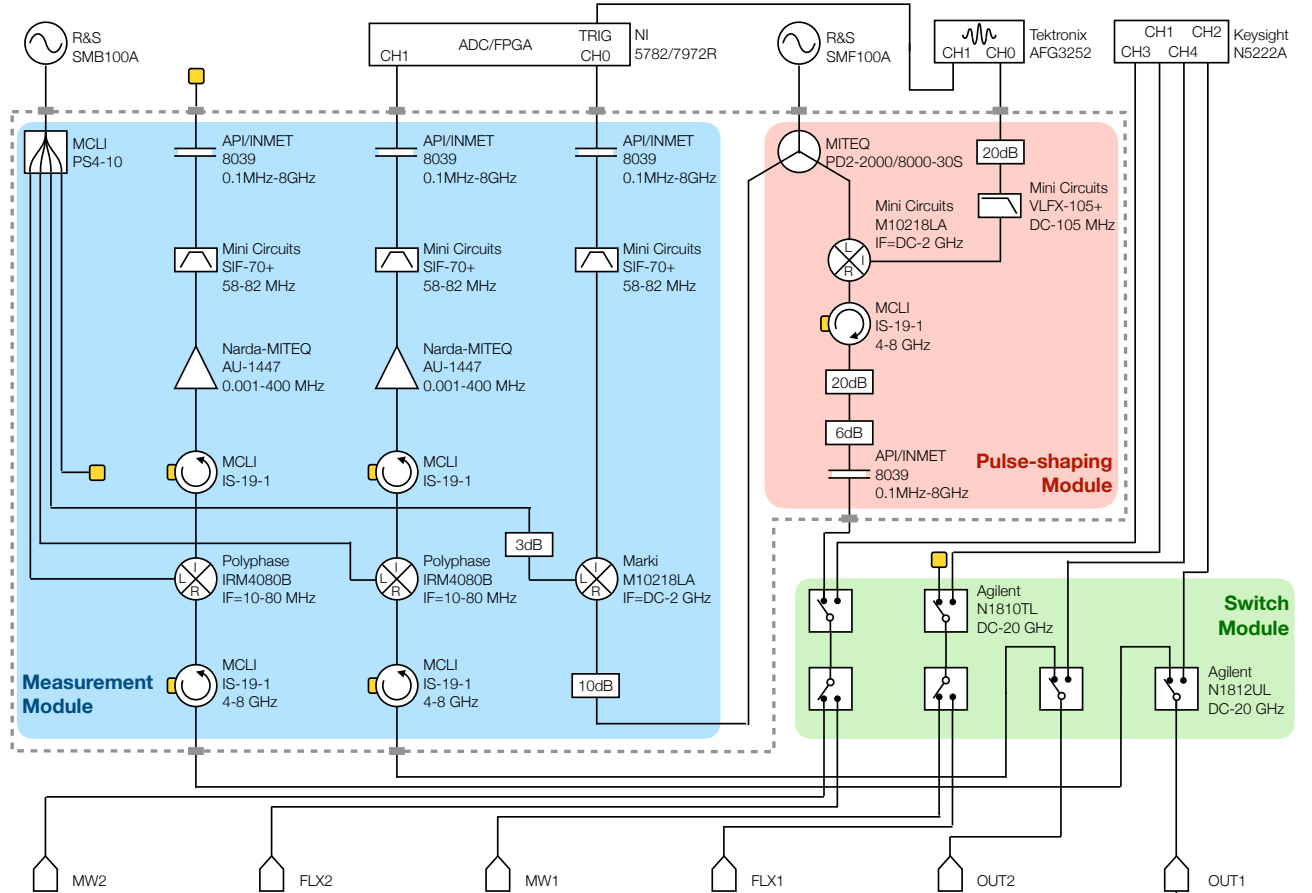 R&S
SMB100A
CH1
ADC/FPGA
TRIG
CH0
NI
5782/7972R
R&S
SMF100A
CH1 CH0
Tektronix
AFG3252
CH1 CH2
CH3 CH4
Keysight
N5222A
MCLI
PS4-10
API/INMET
8039
0.1MHz-8GHz
API/INMET
8039
0.1MHz-8GHz
API/INMET
8039
0.1MHz-8GHz
MITEQ
PD2-2000/8000-30S
20dB
Mini Circuits
VLFX-105+
DC-105 MHz
Mini Circuits
M10218LA
IF=DC-2 GHz
L
I
R
Mini Circuits
SIF-70+
58-82 MHz
Mini Circuits
SIF-70+
58-82 MHz
Mini Circuits
SIF-70+
58-82 MHz
MCLI
IS-19-1
4-8 GHz
Narda-MITEQ
AU-1447
0.001-400 MHz
Narda-MITEQ
AU-1447
0.001-400 MHz
20dB
6dB
API/INMET
8039
0.1MHz-8GHz
Pulse-shaping
Module
MCLI
IS-19-1
MCLI
IS-19-1
3dB
I
L
R
Polyphase
IRM4080B
IF=10-80 MHz
I
L
R
Polyphase
IRM4080B
IF=10-80 MHz
I
L
R
Marki
M10218LA
IF=DC-2 GHz
Agilent
N1810TL
DC-20 GHz
Switch
Module
Measurement
Module
MCLI
IS-19-1
4-8 GHz
MCLI
IS-19-1
4-8 GHz
10dB
Agilent
N1812UL
DC-20 GHz
MW2
FLX2
MW1
FLX1
OUT2
OUT1